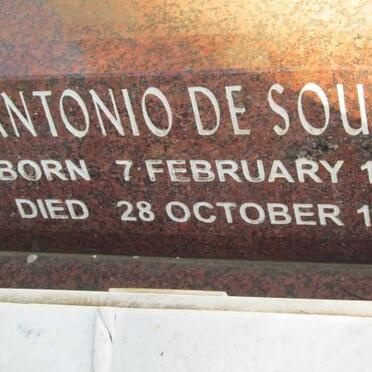 ANTONIO DE SOU
BORN 7 FEBRUARY 1
DIED 28 OCTOBER 1